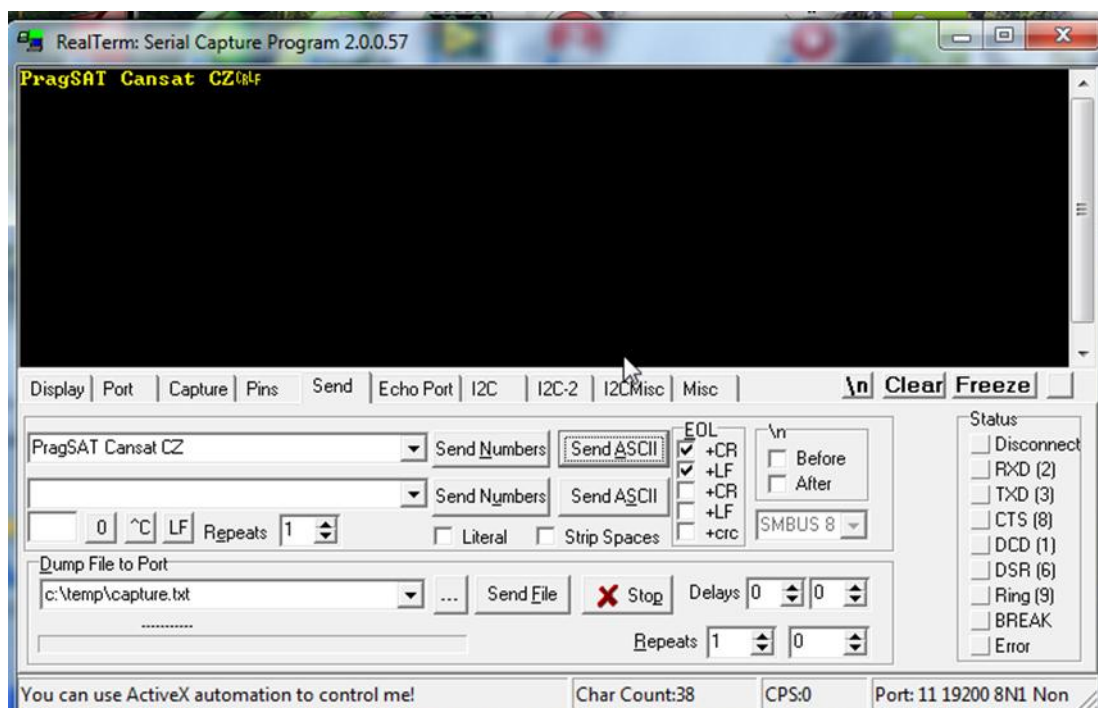 RealTerm: Serial Capture Program 2.0.0.57
PragSAT Cansat CZCRLF
Display Port Capture Pins Send Echo Port I2C I2C-2 I2CMisc Misc \n Clear Freeze
PragSAT Cansat CZ
Send Numbers
Send ASCII
EOL
+CR
+LF
+CR
+LF
+crc
\n
Before
After
SMBUS 8
Send Numbers
Send ASCII
0 ^C LF Repeats 1
Literal
Strip Spaces
Dump File to Port
c:\temp\capture.txt
...
Send File
Stop
Delays 0 0
Repeats 1 0
Status
Disconnect
RXD (2)
TXD (3)
CTS (8)
DCD (1)
DSR (6)
Ring (9)
BREAK
Error
You can use ActiveX automation to control me!
Char Count:38
CPS:0
Port: 11 19200 8N1 Non